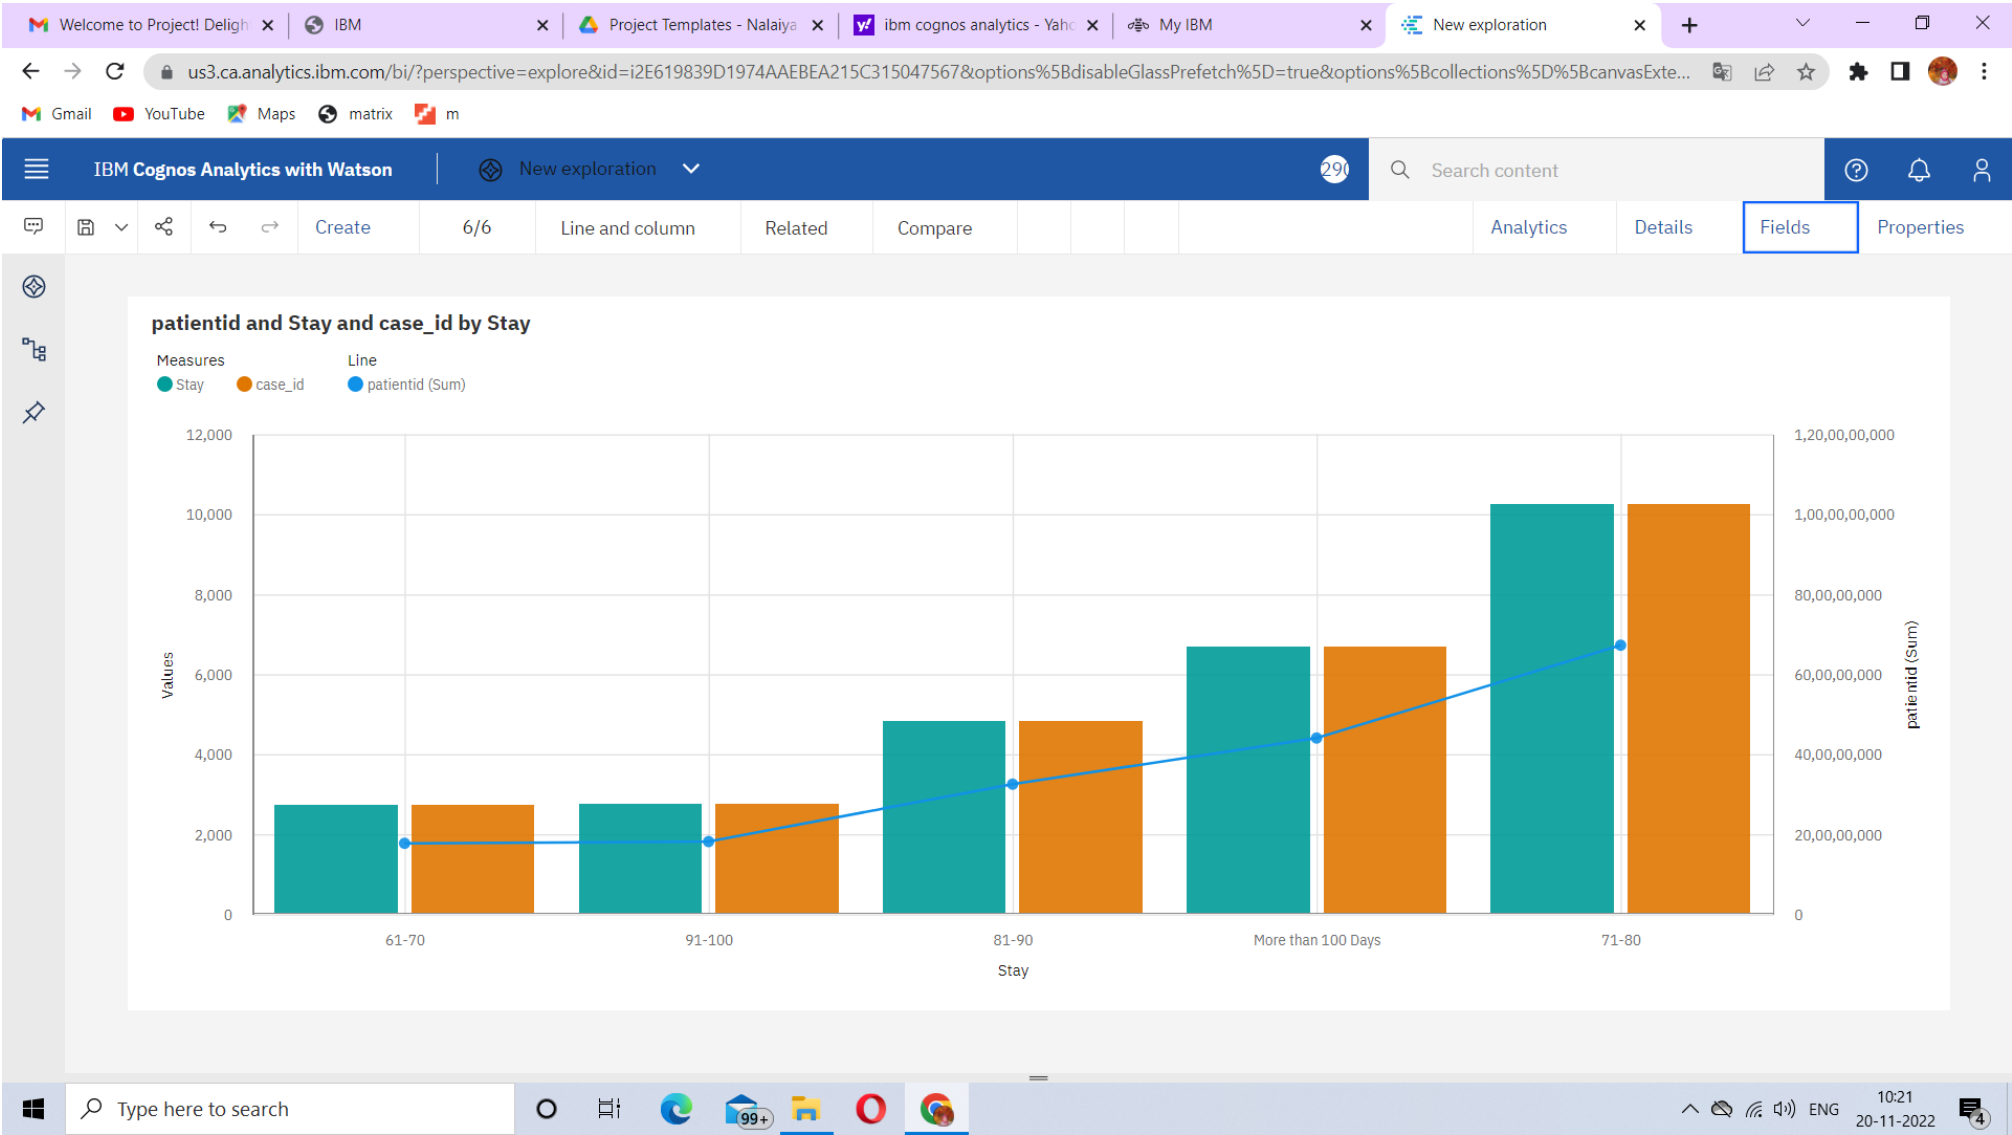 Welcome to Project! Deligh
IBM
Project Templates - Nalaiya
y!
ibm cognos analytics - Yaho
My IBM
New exploration
us3.ca.analytics.ibm.com/bi/?perspective=explore&id=i2E619839D1974AAEBEA215C315047567&options%5BdisableGlassPrefetch%5D=true&options%5Bcollections%5D%5BcanvasExte...
Gmail
YouTube
Maps
matrix
m
IBM Cognos Analytics with Watson
New exploration
290
Search content
Create
6/6
Line and column
Related
Compare
Analytics
Details
Fields
Properties
patientid and Stay and case_id by Stay
Measures
Line
Stay
case_id
patientid (Sum)
12,000
10,000
8,000
6,000
4,000
2,000
0
Values
1,20,00,00,000
1,00,00,00,000
80,00,00,000
60,00,00,000
40,00,00,000
20,00,00,000
0
patientid (Sum)
61-70
91-100
81-90
More than 100 Days
71-80
Stay
Type here to search
99+
ENG
10:21
20-11-2022
4